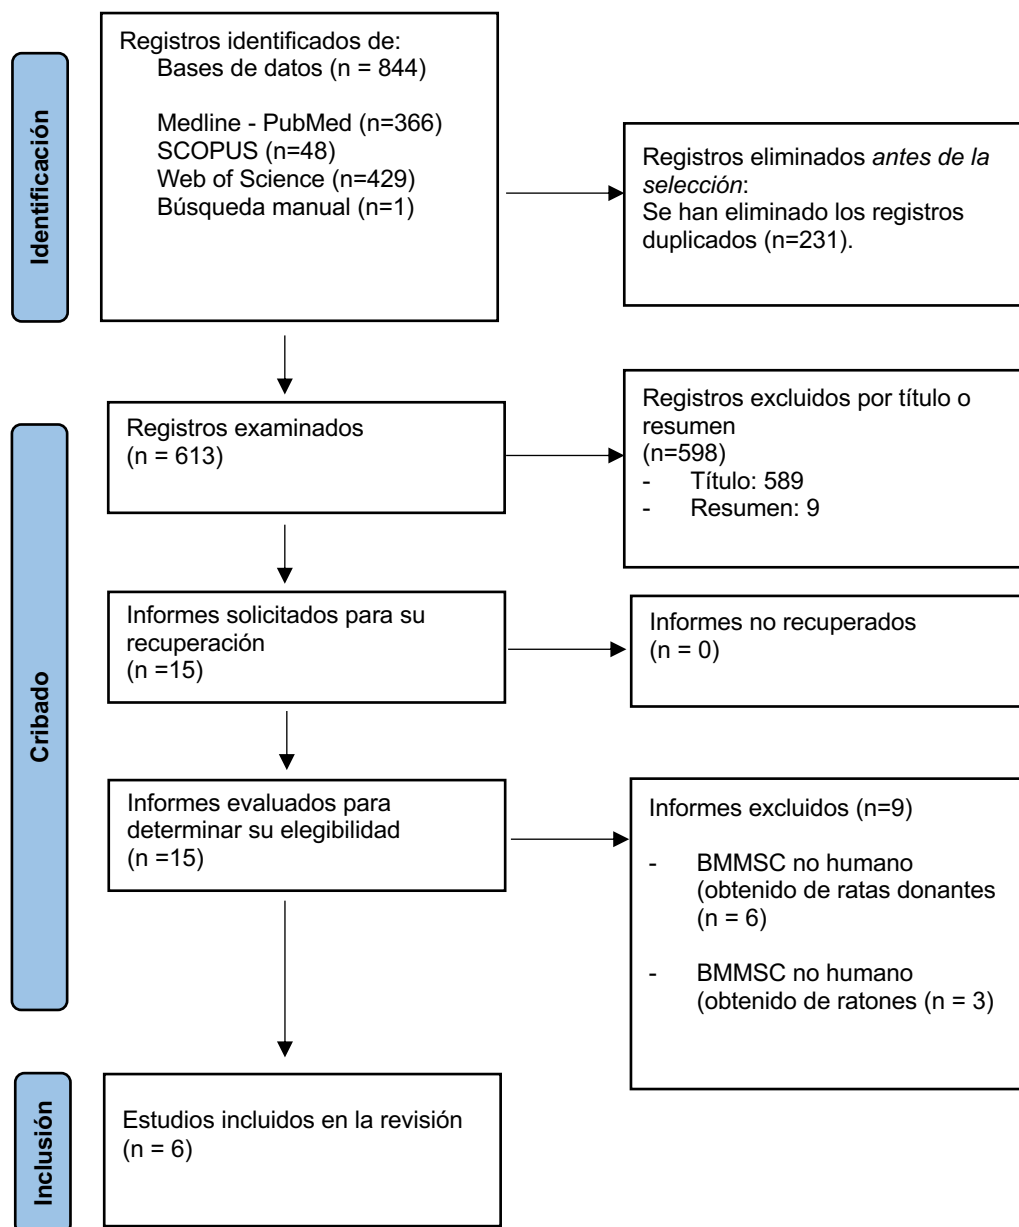 Identificación
Registros identificados de:
Bases de datos (n = 844)
Medline - PubMed (n=366)
SCOPUS (n=48)
Web of Science (n=429)
Búsqueda manual (n=1)
Registros eliminados antes de la
selección:
Se han eliminado los registros
duplicados (n=231).
Cribado
Registros examinados
(n = 613)
Registros excluidos por título o
resumen
(n=598)
- Título: 589
- Resumen: 9
Informes solicitados para su
recuperación
(n =15)
Informes no recuperados
(n = 0)
Informes evaluados para
determinar su elegibilidad
(n =15)
Informes excluidos (n=9)
- BMMSC no humano
(obtenido de ratas donantes
(n = 6)
- BMMSC no humano
(obtenido de ratones (n = 3)
Inclusión
Estudios incluidos en la revisión
(n = 6)